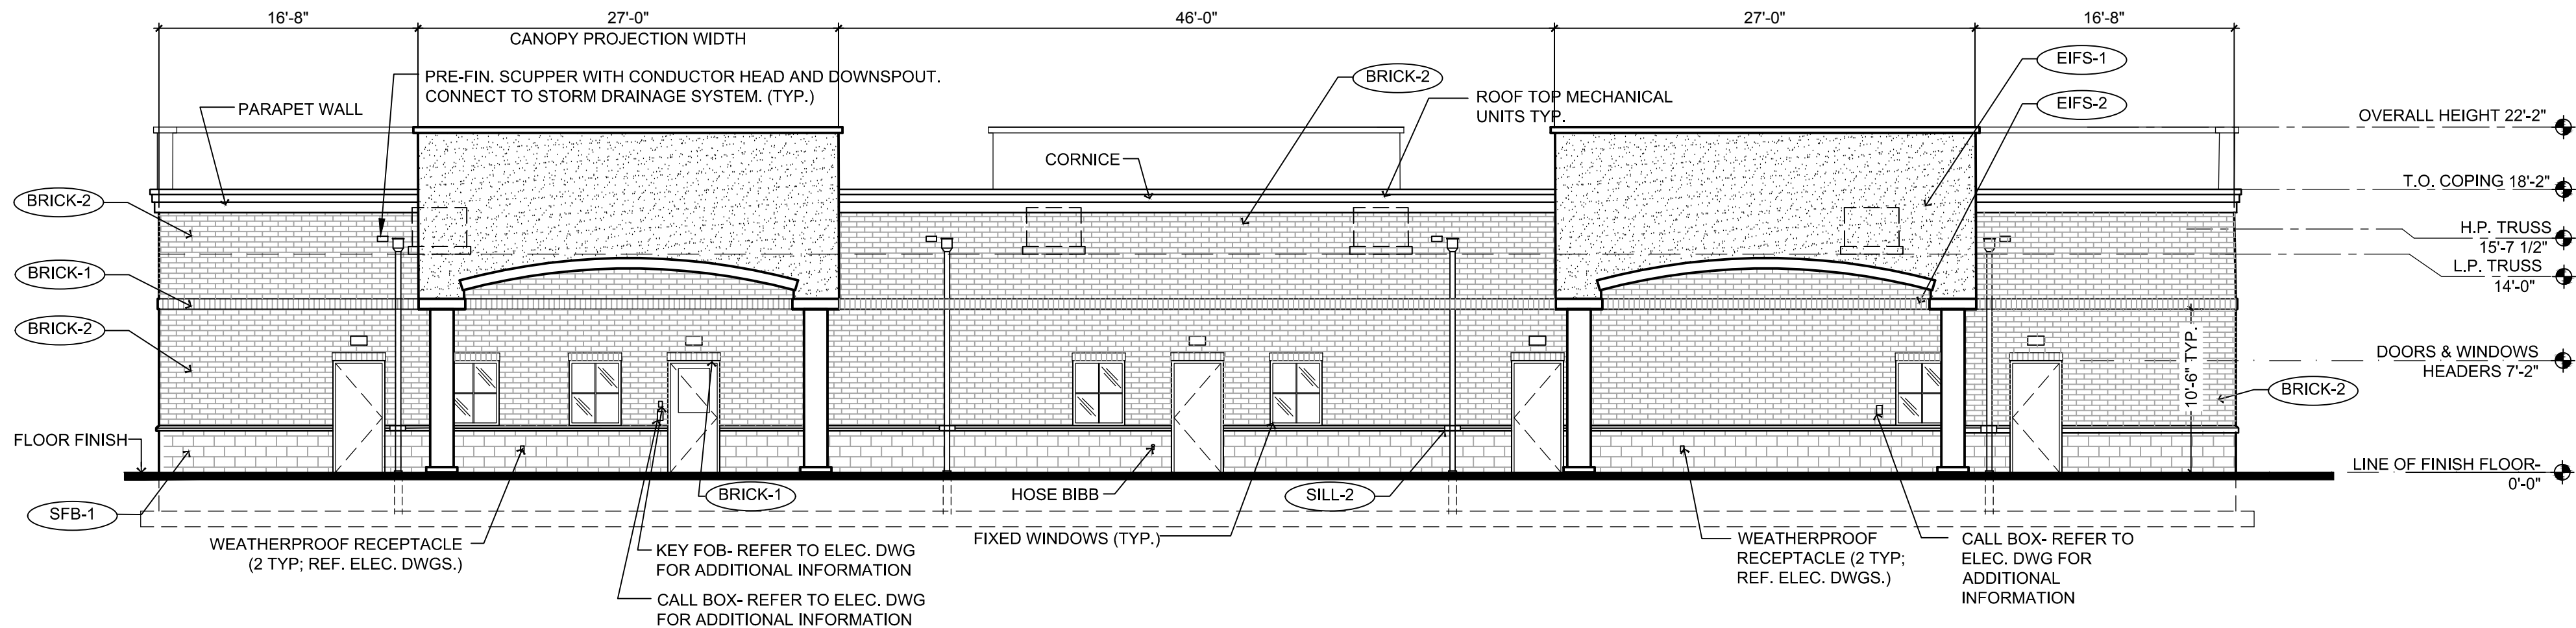 16'-8"
27'-0"
46'-0"
27'-0"
16'-8"
CANOPY PROJECTION WIDTH
PRE-FIN. SCUPPER WITH CONDUCTOR HEAD AND DOWNSPOUT.
CONNECT TO STORM DRAINAGE SYSTEM. (TYP.)
PARAPET WALL
BRICK-2
ROOF TOP MECHANICAL
UNITS TYP.
CORNICE
EIFS-1
EIFS-2
OVERALL HEIGHT 22'-2"
T.O. COPING 18'-2"
H.P. TRUSS
15'-7 1/2"
L.P. TRUSS
14'-0"
DOORS & WINDOWS
HEADERS 7'-2"
LINE OF FINISH FLOOR-
0'-0"
BRICK-2
BRICK-1
BRICK-2
FLOOR FINISH
SFB-1
10'-6" TYP.
BRICK-2
BRICK-1
HOSE BIBB
SILL-2
FIXED WINDOWS (TYP.)
WEATHERPROOF RECEPTACLE
(2 TYP; REF. ELEC. DWGS.)
KEY FOB- REFER TO ELEC. DWG
FOR ADDITIONAL INFORMATION
CALL BOX- REFER TO ELEC. DWG
FOR ADDITIONAL INFORMATION
WEATHERPROOF
RECEPTACLE (2 TYP;
REF. ELEC. DWGS.)
CALL BOX- REFER TO
ELEC. DWG FOR
ADDITIONAL
INFORMATION